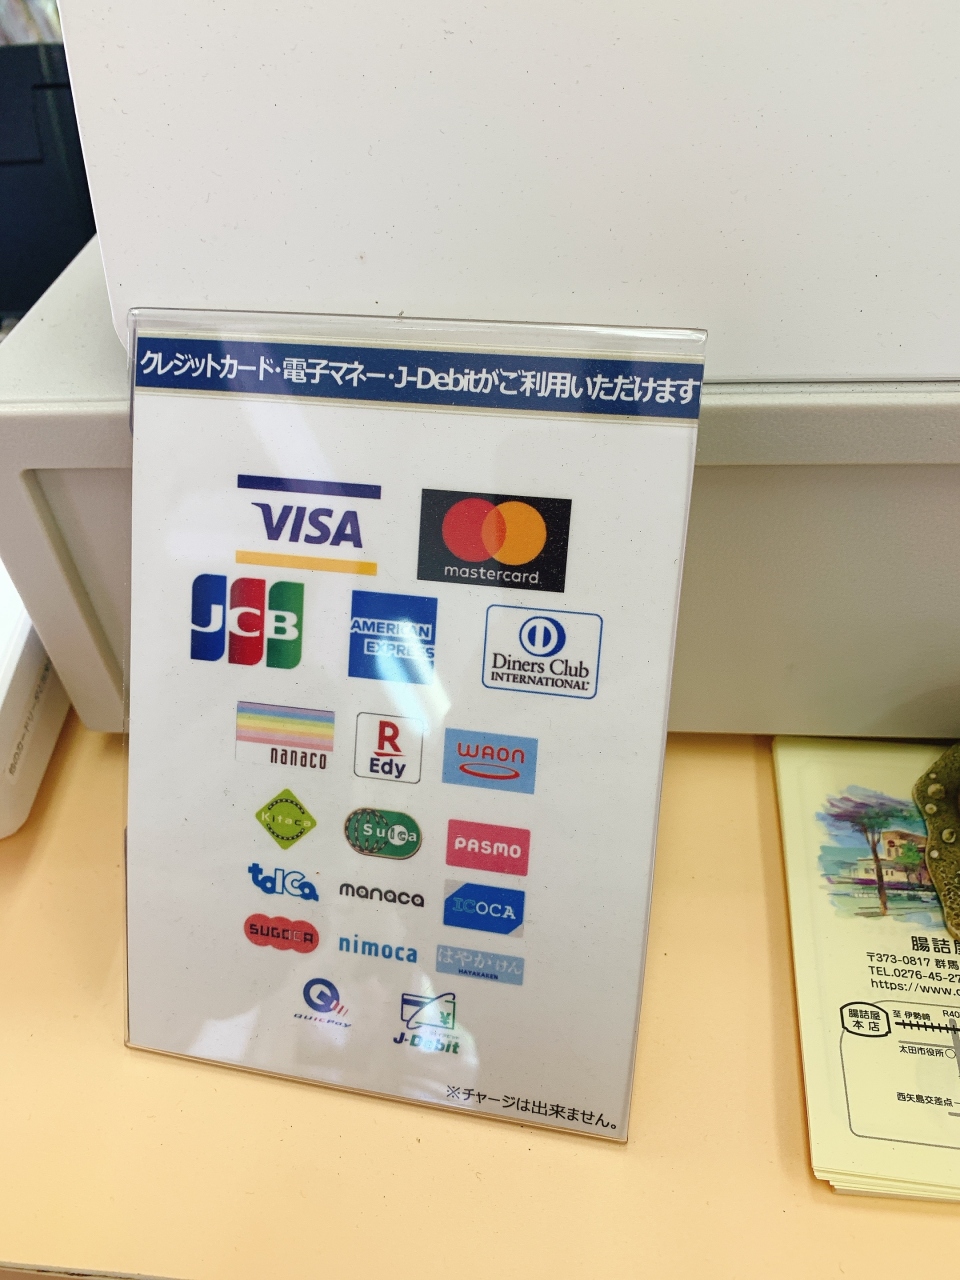 クレジットカード・電子マネー・J-Debitがご利用いただけます
VISA
mastercard
JCB
AMERICAN
EXPRESS
Diners Club
INTERNATIONAL
nanaco
R
Edy
WAON
Kitaca
Suica
PASMO
TOICA
manaca
ICOCA
SUGOCA
nimoca
はやかけん
HAYAKAKEN
QUICPay
J-Debit
※チャージは出来ません。
腸詰屋
〒373-0817 群馬
TEL.0276-45-27
https://www.
腸詰屋
本店
至 伊勢崎
R40
太田市役所
西矢島交差点